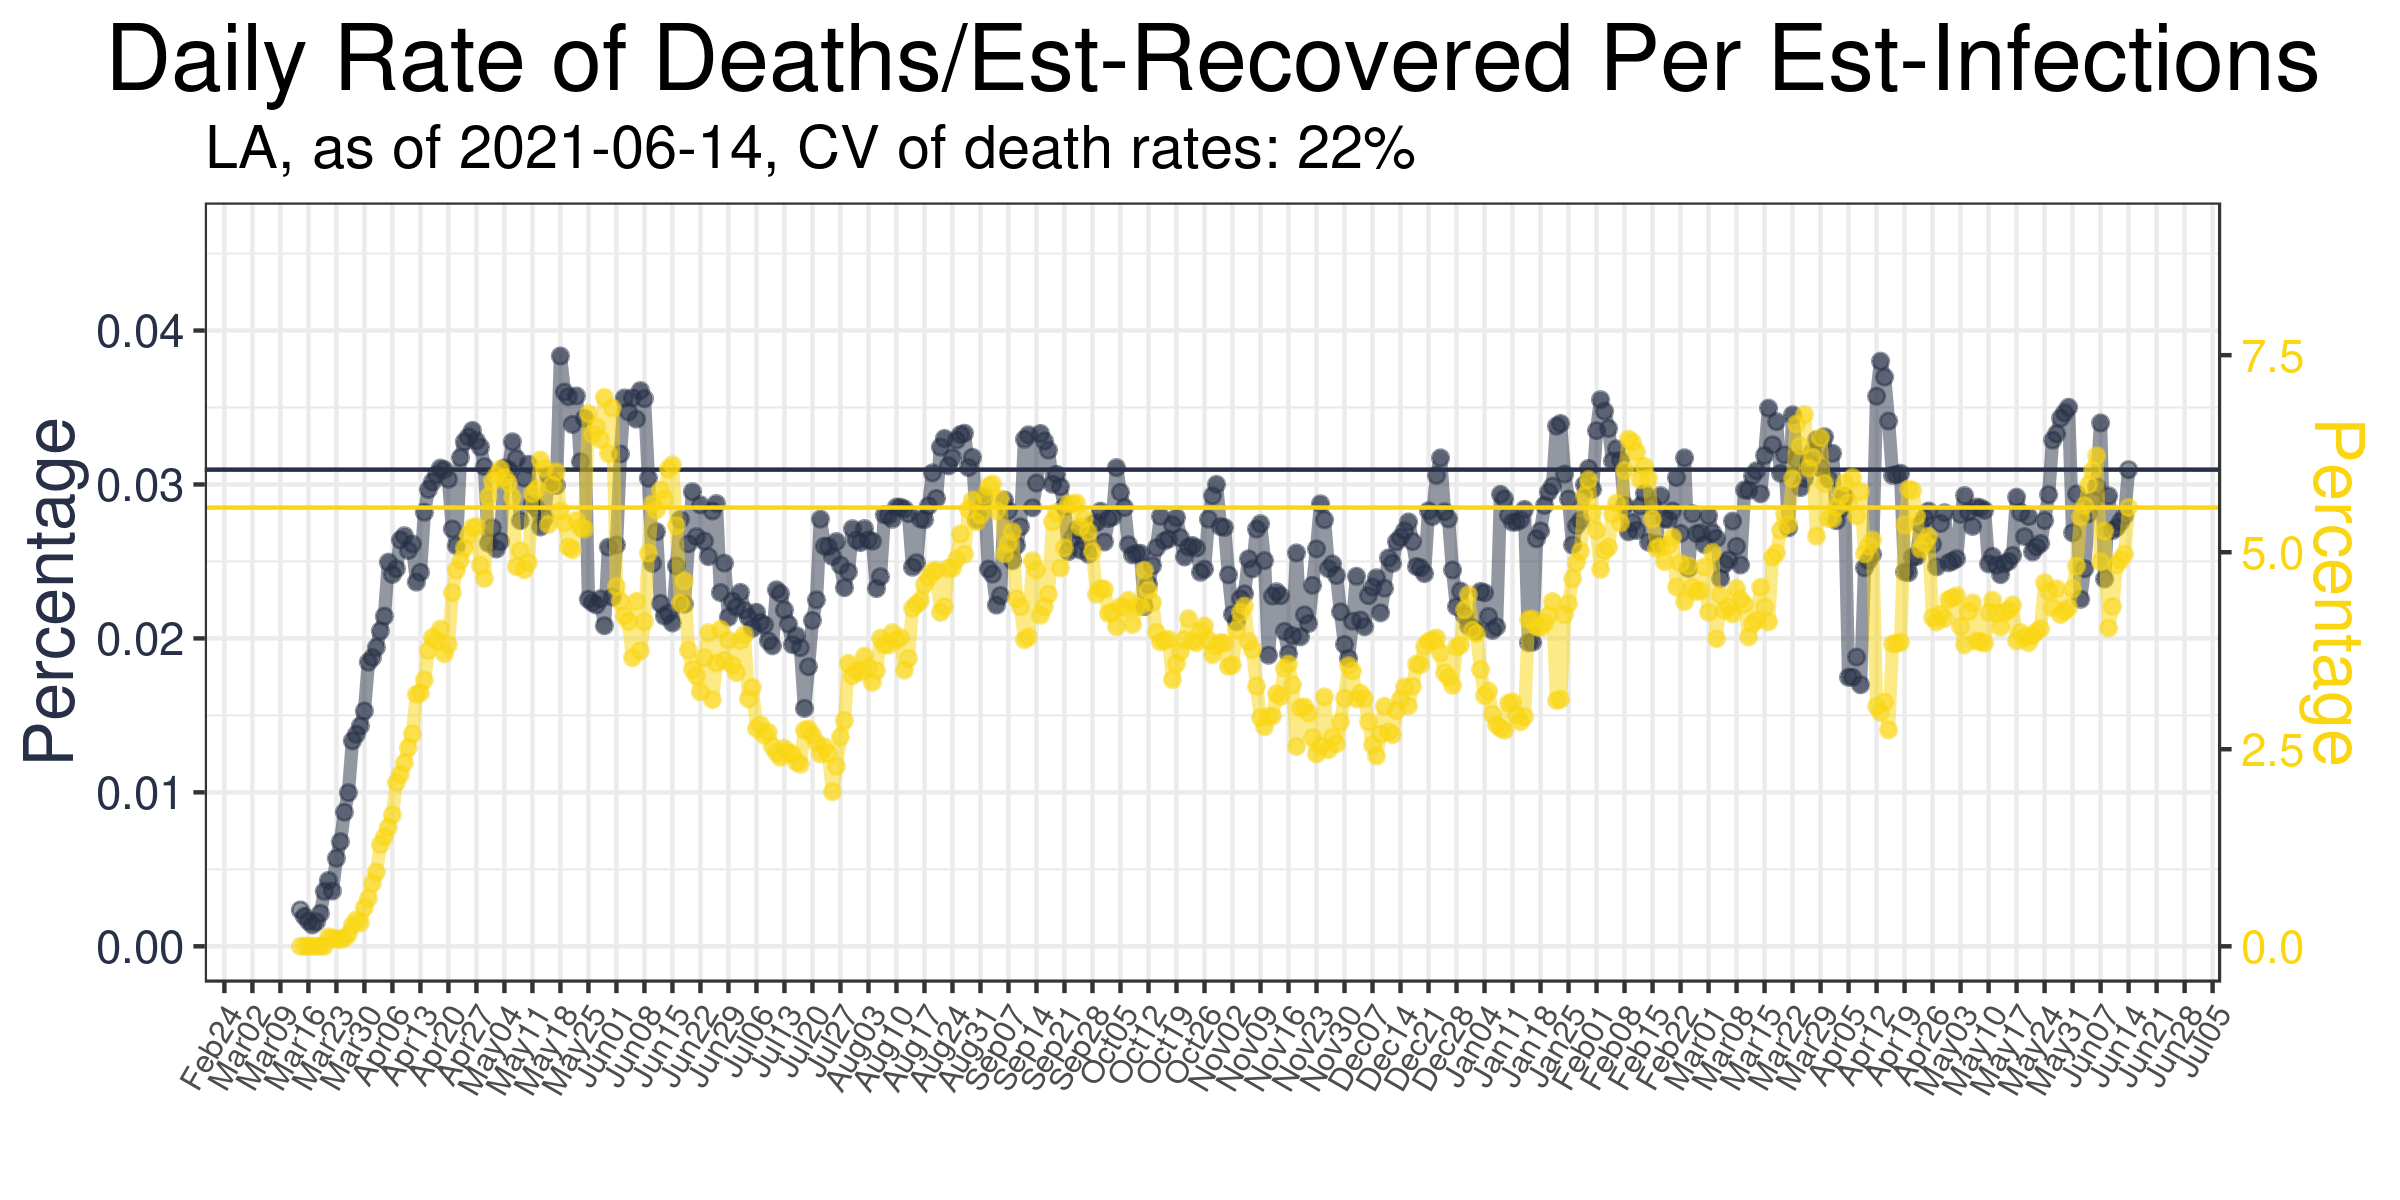 Daily Rate of Deaths/Est-Recovered Per Est-Infections
LA, as of 2021-06-14, CV of death rates: 22%
Percentage
0.04
0.03
0.02
0.01
0.00
7.5
5.0
2.5
0.0
Percentage
Feb24
Mar02
Mar09
Mar16
Mar23
Mar30
Apr06
Apr13
Apr20
Apr27
May04
May11
May18
May25
Jun01
Jun08
Jun15
Jun22
Jun29
Jul06
Jul13
Jul20
Jul27
Aug03
Aug10
Aug17
Aug24
Aug31
Sep07
Sep14
Sep21
Sep28
Oct05
Oct12
Oct19
Oct26
Nov02
Nov09
Nov16
Nov23
Nov30
Dec07
Dec14
Dec21
Dec28
Jan04
Jan11
Jan18
Jan25
Feb01
Feb08
Feb15
Feb22
Mar01
Mar08
Mar15
Mar22
Mar29
Apr05
Apr12
Apr19
Apr26
May03
May10
May17
May24
May31
Jun07
Jun14
Jun21
Jun28
Jul05